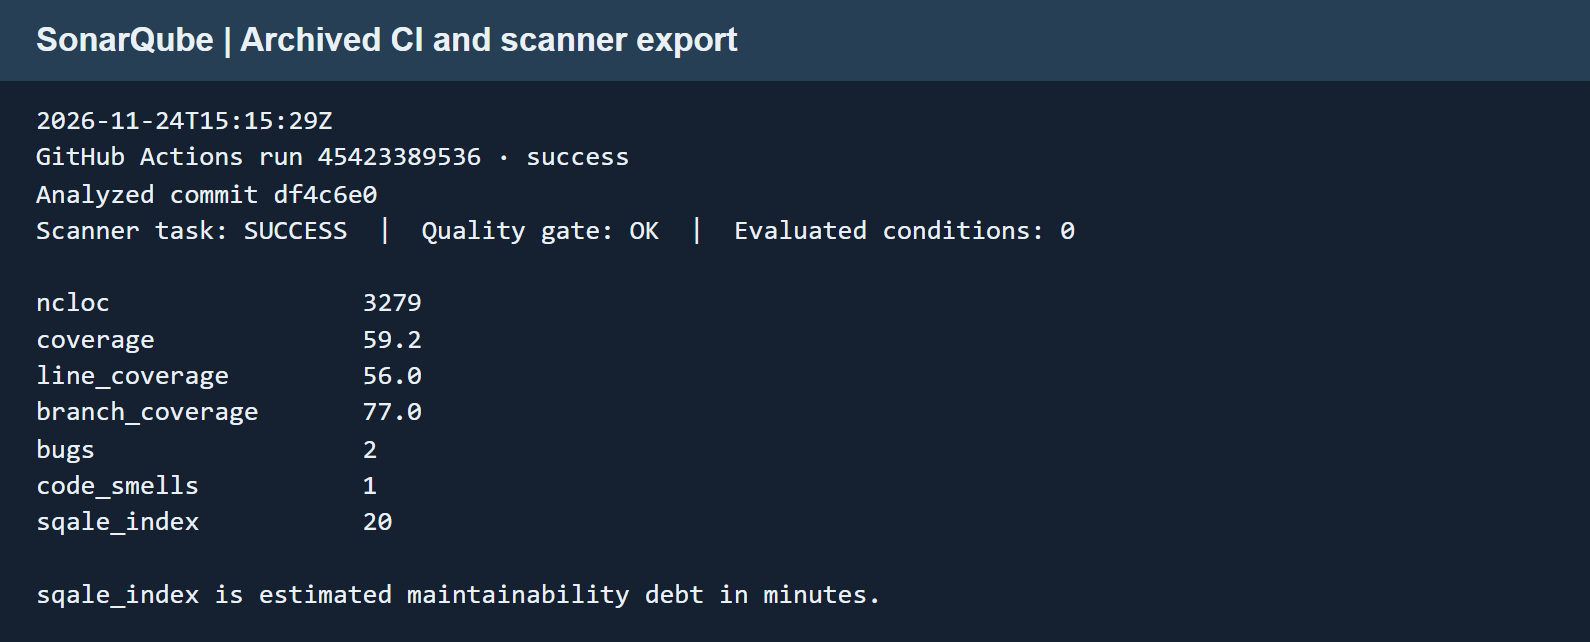 SonarQube | Archived CI and scanner export
2026-11-24T15:15:29Z
GitHub Actions run 45423389536 · success
Analyzed commit df4c6e0
Scanner task: SUCCESS | Quality gate: OK | Evaluated conditions: 0
ncloc 3279
coverage 59.2
line_coverage 56.0
branch_coverage 77.0
bugs 2
code_smells 1
sqale_index 20
sqale_index is estimated maintainability debt in minutes.